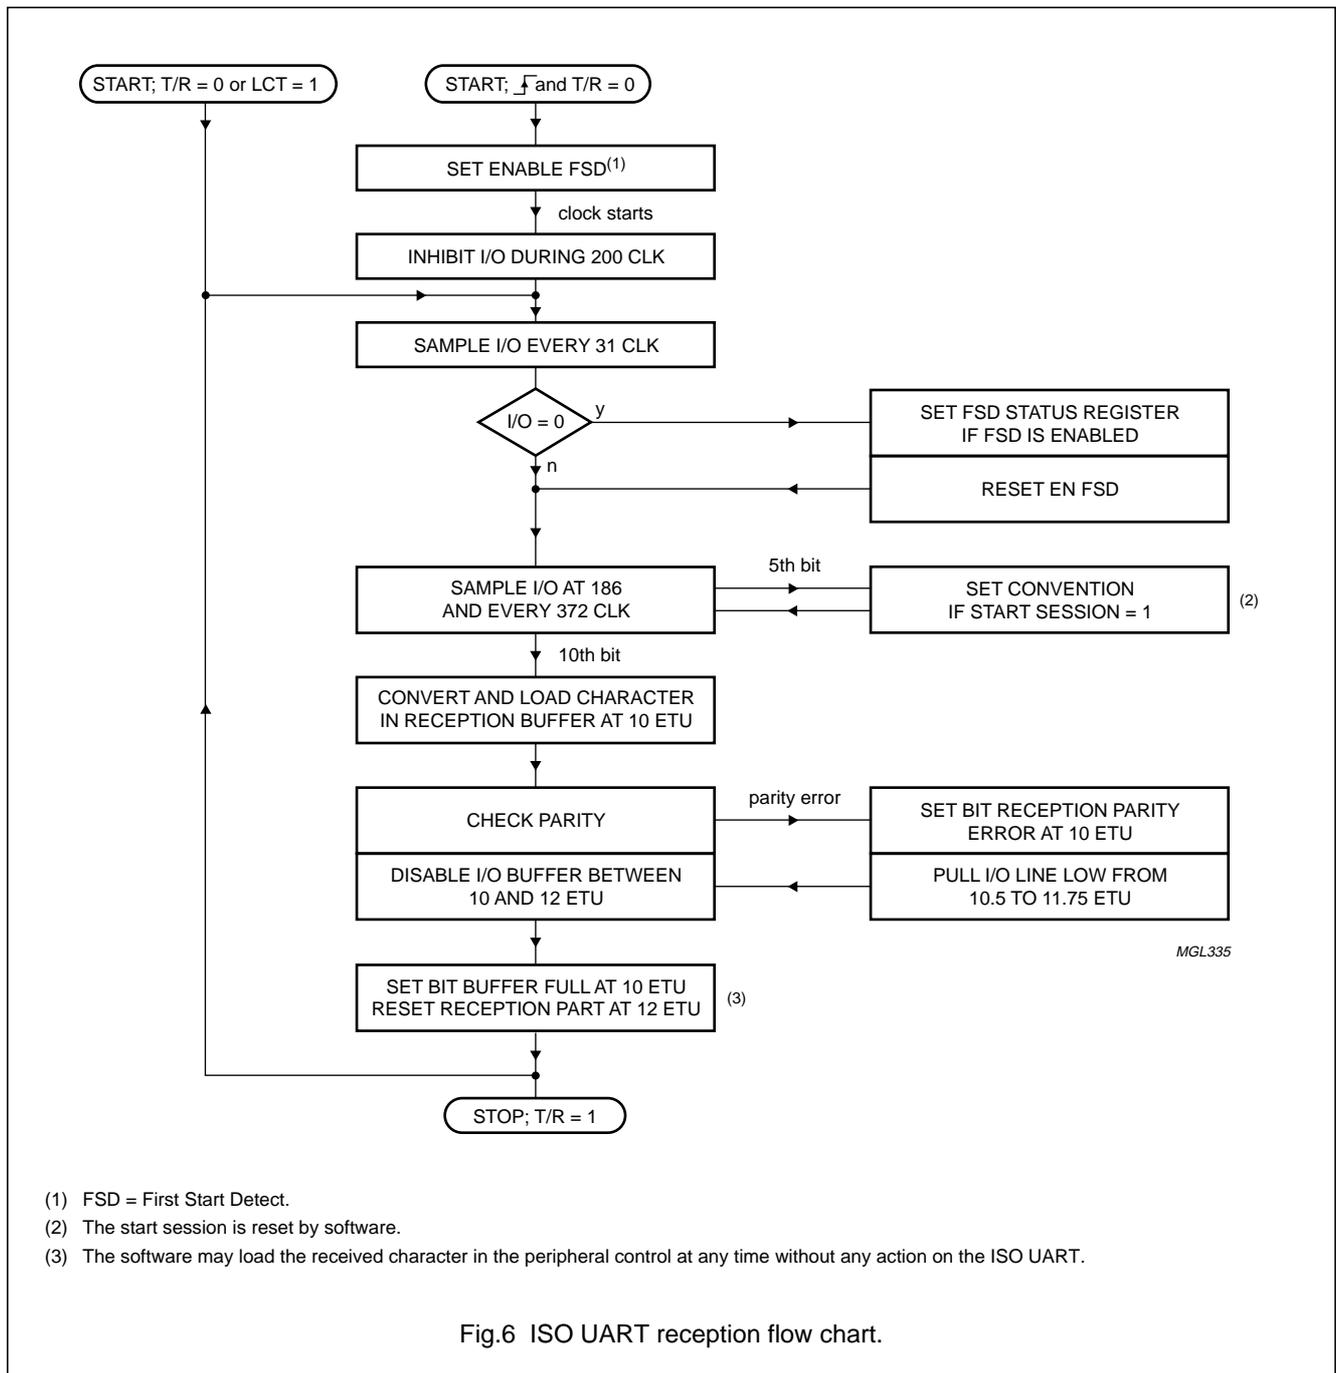 START; T/R = 0 or LCT = 1
START; and T/R = 0
SET ENABLE FSD(1)
clock starts
INHIBIT I/O DURING 200 CLK
SAMPLE I/O EVERY 31 CLK
I/O = 0
y
n
SET FSD STATUS REGISTER
IF FSD IS ENABLED
RESET EN FSD
SAMPLE I/O AT 186
AND EVERY 372 CLK
5th bit
SET CONVENTION
IF START SESSION = 1
(2)
10th bit
CONVERT AND LOAD CHARACTER
IN RECEPTION BUFFER AT 10 ETU
CHECK PARITY
parity error
SET BIT RECEPTION PARITY
ERROR AT 10 ETU
DISABLE I/O BUFFER BETWEEN
10 AND 12 ETU
PULL I/O LINE LOW FROM
10.5 TO 11.75 ETU
MGL335
SET BIT BUFFER FULL AT 10 ETU
RESET RECEPTION PART AT 12 ETU
(3)
STOP; T/R = 1
(1) FSD = First Start Detect.
(2) The start session is reset by software.
(3) The software may load the received character in the peripheral control at any time without any action on the ISO UART.
Fig.6 ISO UART reception flow chart.